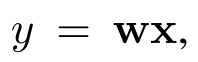 y = wx,